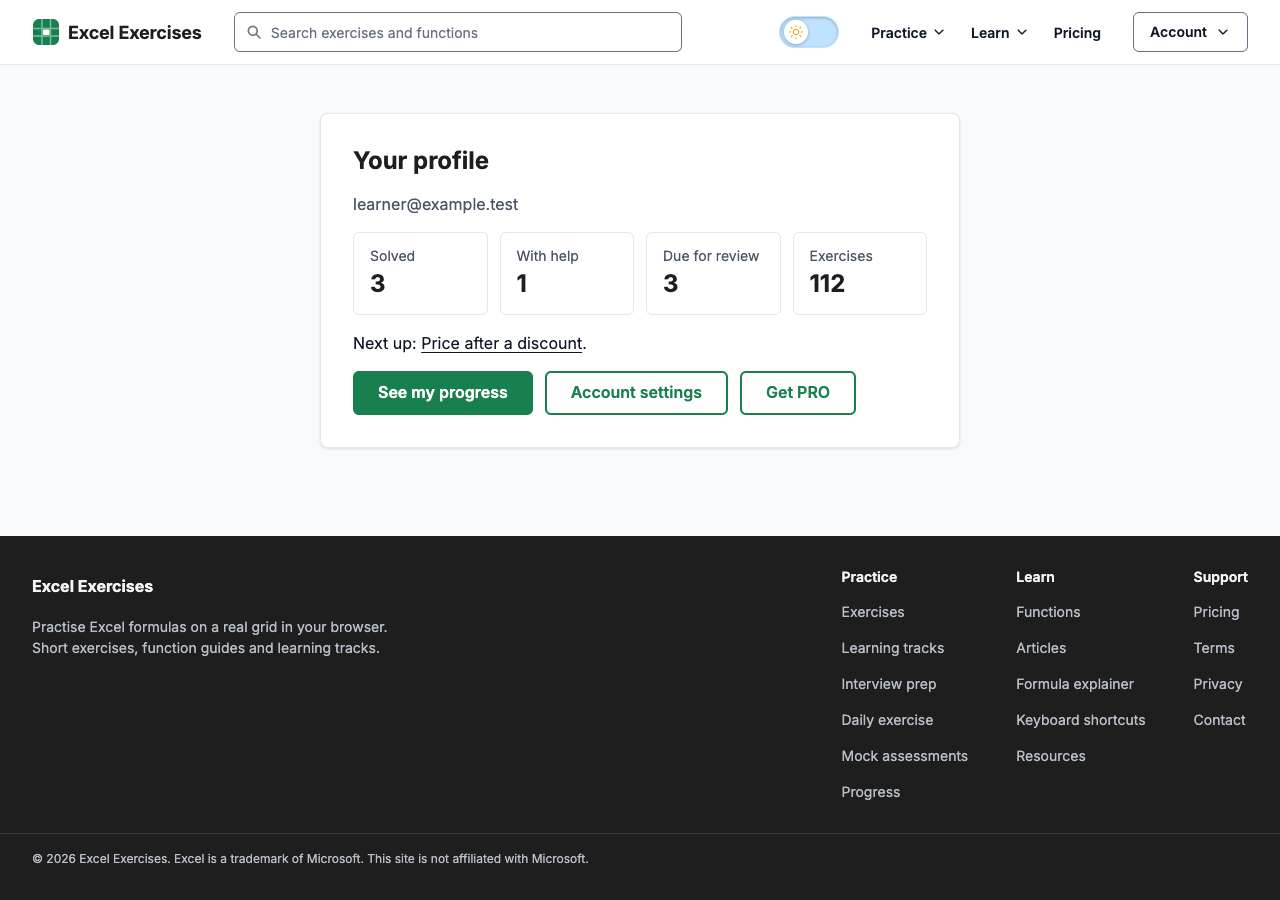 Excel Exercises
Search exercises and functions
Practice
Learn
Pricing
Account
Your profile
learner@example.test
Solved
3
With help
1
Due for review
3
Exercises
112
Next up: Price after a discount.
See my progress
Account settings
Get PRO
Excel Exercises
Practise Excel formulas on a real grid in your browser.
Short exercises, function guides and learning tracks.
Practice
Exercises
Learning tracks
Interview prep
Daily exercise
Mock assessments
Progress
Learn
Functions
Articles
Formula explainer
Keyboard shortcuts
Resources
Support
Pricing
Terms
Privacy
Contact
© 2026 Excel Exercises. Excel is a trademark of Microsoft. This site is not affiliated with Microsoft.